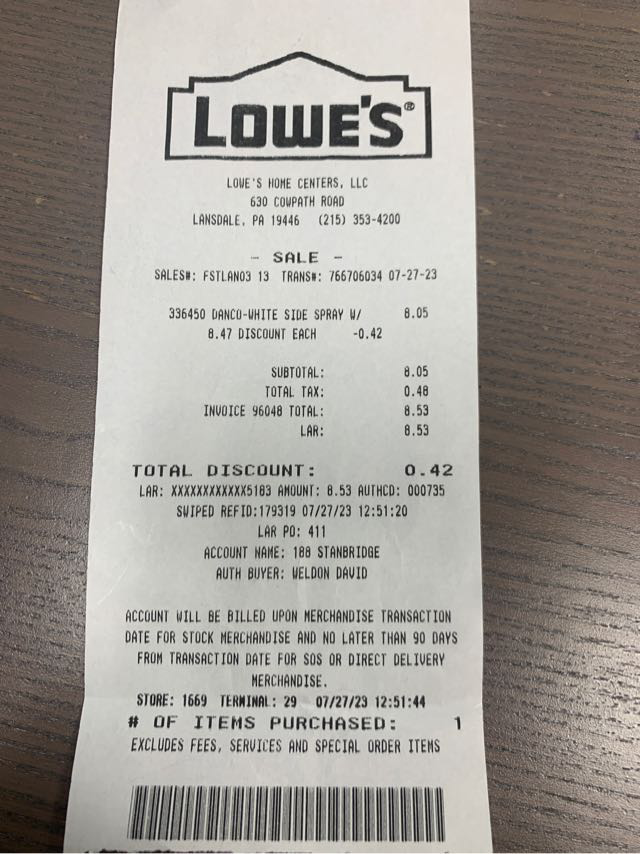 LOWE'S®
LOWE'S HOME CENTERS, LLC
630 COWPATH ROAD
LANSDALE, PA 19446 (215) 353-4200
- SALE -
SALES#: FSTLAN03 13 TRANS#: 766706034 07-27-23
336450 DANCO-WHITE SIDE SPRAY W/ 8.05
8.47 DISCOUNT EACH -0.42
SUBTOTAL: 8.05
TOTAL TAX: 0.48
INVOICE 96048 TOTAL: 8.53
LAR: 8.53
TOTAL DISCOUNT: 0.42
LAR: XXXXXXXXXXXX5183 AMOUNT: 8.53 AUTHCD: 000735
SWIPED REFID:179319 07/27/23 12:51:20
LAR PO: 411
ACCOUNT NAME: 188 STANBRIDGE
AUTH BUYER: WELDON DAVID
ACCOUNT WILL BE BILLED UPON MERCHANDISE TRANSACTION
DATE FOR STOCK MERCHANDISE AND NO LATER THAN 90 DAYS
FROM TRANSACTION DATE FOR SOS OR DIRECT DELIVERY
MERCHANDISE.
STORE: 1669 TERMINAL: 29 07/27/23 12:51:44
# OF ITEMS PURCHASED: 1
EXCLUDES FEES, SERVICES AND SPECIAL ORDER ITEMS